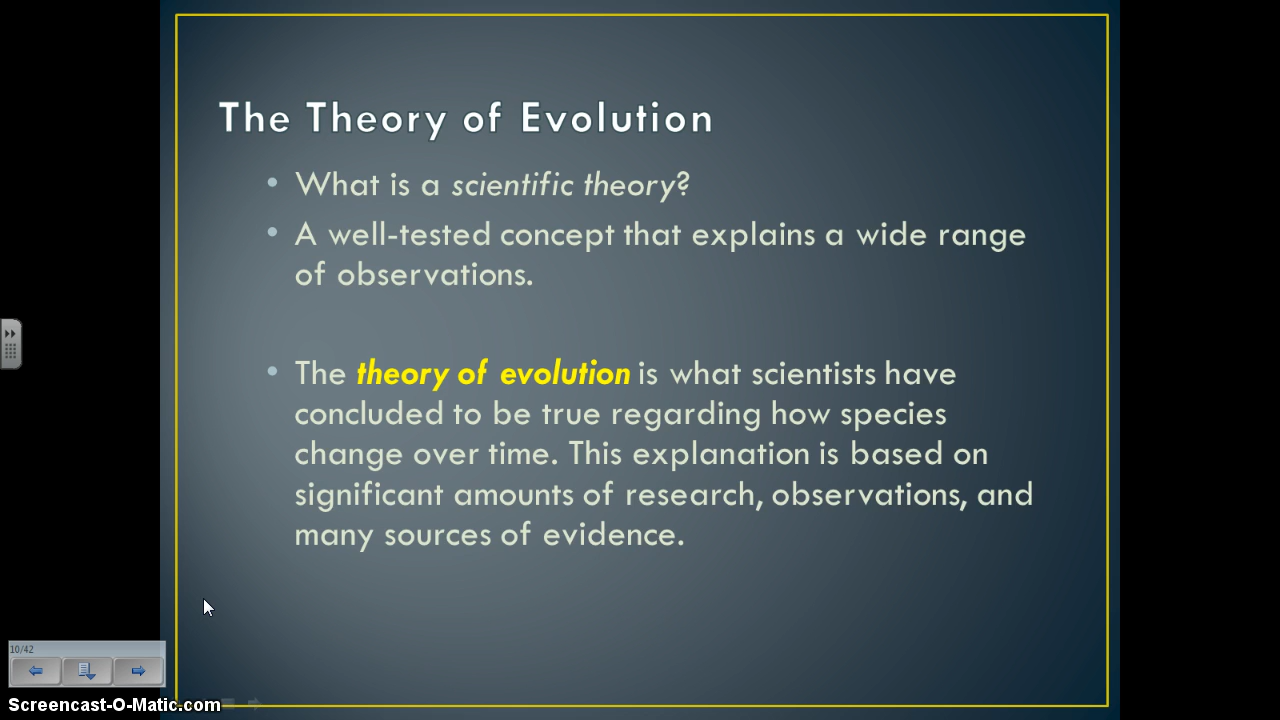 The Theory of Evolution
• What is a scientific theory?
• A well-tested concept that explains a wide range
of observations.
• The theory of evolution is what scientists have
concluded to be true regarding how species
change over time. This explanation is based on
significant amounts of research, observations, and
many sources of evidence.
10/42
Screencast-O-Matic.com